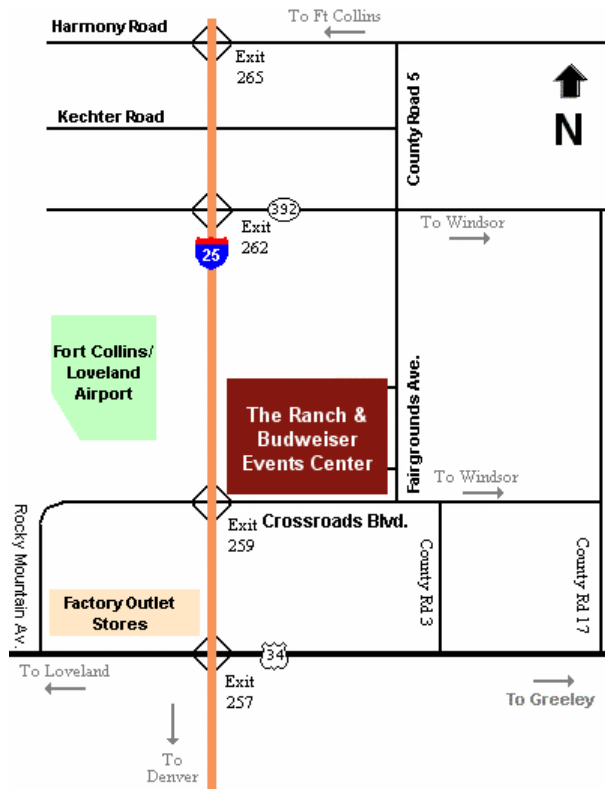 To Ft Collins
Harmony Road
Exit
265
County Road 5
N
Kechter Road
392
To Windsor
Exit
262
25
Fort Collins/
Loveland
Airport
The Ranch &
Budweiser
Events Center
Fairgrounds Ave.
To Windsor
Rocky Mountain Av.
Exit
259
Crossroads Blvd.
County Rd 3
County Rd 17
Factory Outlet
Stores
34
To Loveland
Exit
257
To Greeley
To
Denver